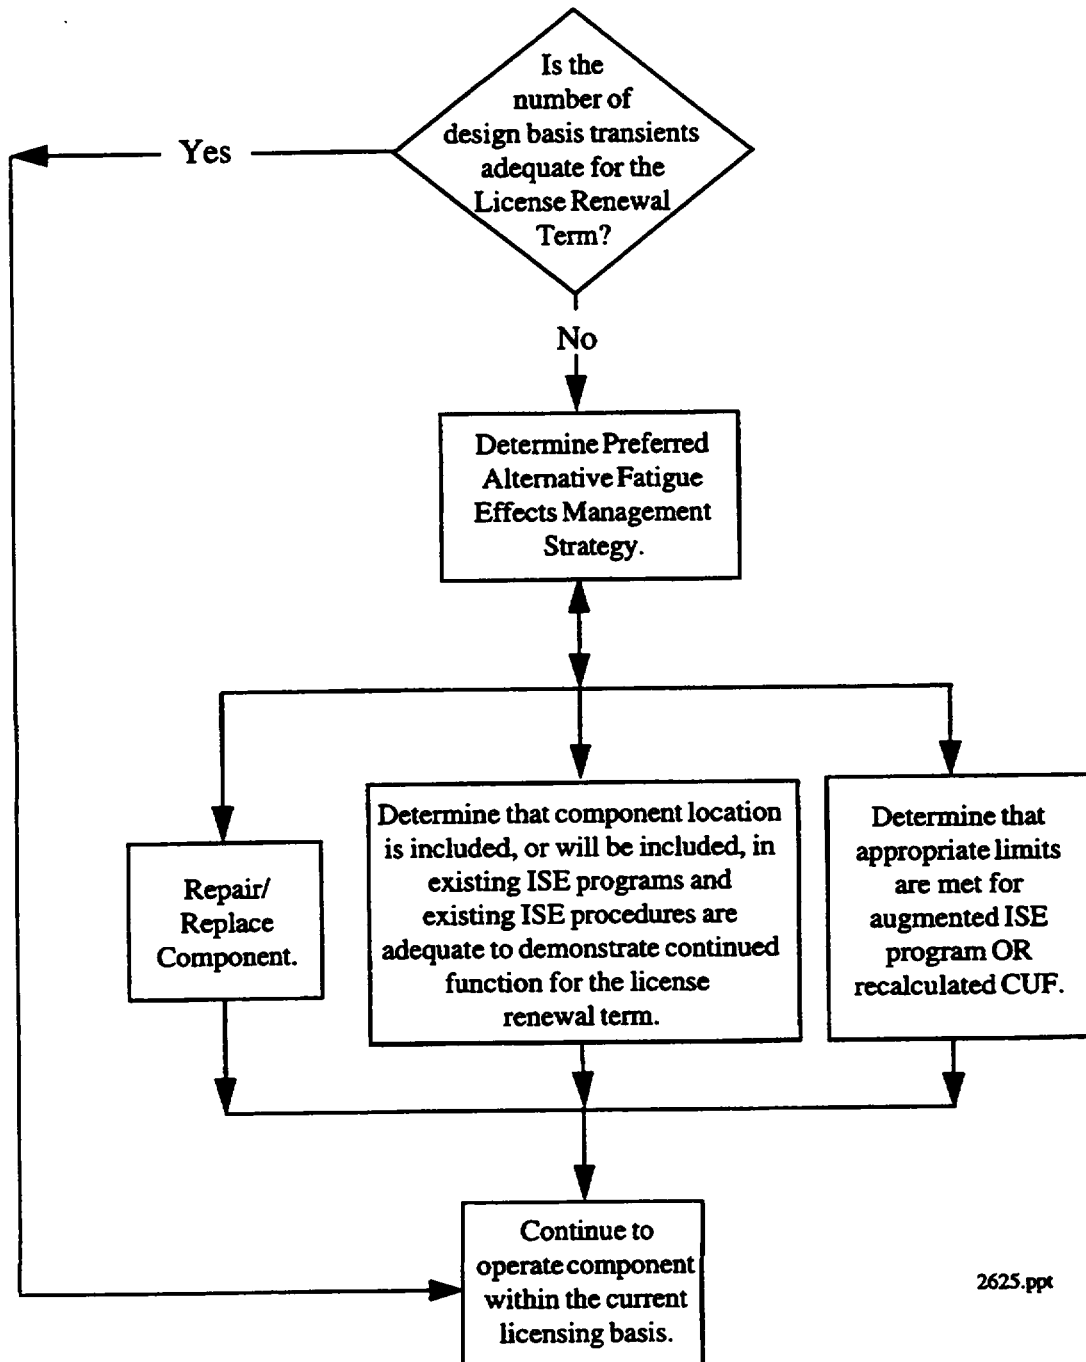 Is the
number of
design basis transients
adequate for the
License Renewal
Term?
Yes
No
Determine Preferred
Alternative Fatigue
Effects Management
Strategy.
Repair/
Replace
Component.
Determine that component location
is included, or will be included, in
existing ISE programs and
existing ISE procedures are
adequate to demonstrate continued
function for the license
renewal term.
Determine that
appropriate limits
are met for
augmented ISE
program OR
recalculated CUF.
Continue to
operate component
within the current
licensing basis.
2625.ppt